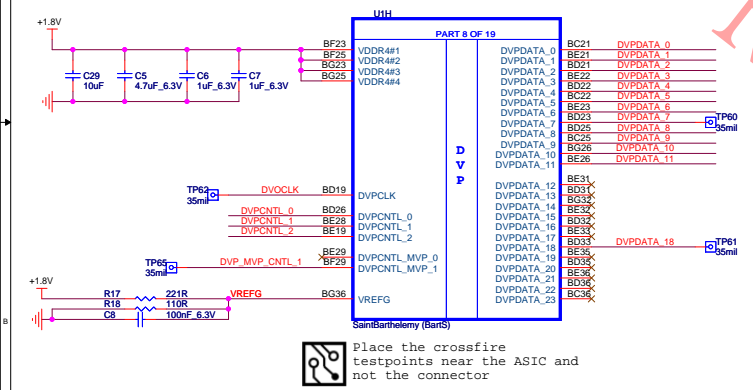 U1H
+1.8V
PART 8 OF 19
BF23 VDDR4#1
BF25 VDDR4#2
BG23 VDDR4#3
BG25 VDDR4#4
C29 10uF
C5 4.7uF_6.3V
C6 1uF_6.3V
C7 1uF_6.3V
DVPDATA_0 BC21 DVPDATA_0
DVPDATA_1 BE21 DVPDATA_1
DVPDATA_2 BD21 DVPDATA_2
DVPDATA_3 BE22 DVPDATA_3
DVPDATA_4 BD22 DVPDATA_4
DVPDATA_5 BC22 DVPDATA_5
DVPDATA_6 BE23 DVPDATA_6
DVPDATA_7 BD23 DVPDATA_7
DVPDATA_8 BD25 DVPDATA_8
DVPDATA_9 BC25 DVPDATA_9
DVPDATA_10 BG26 DVPDATA_10
DVPDATA_11 BE26 DVPDATA_11
TP60
35mil
D
V
P
DVPDATA_12 BE31
DVPDATA_13 BD31
DVPDATA_14 BG32
DVPDATA_15 BE32
DVPDATA_16 BD32
DVPDATA_17 BE33
DVPDATA_18 BD33 DVPDATA_18
DVPDATA_19 BE35
DVPDATA_20 BD35
DVPDATA_21 BE36
DVPDATA_22 BD36
DVPDATA_23 BC36
TP61
35mil
TP62
35mil
DVOCLK BD19 DVPCLK
DVPCNTL_0 BD26 DVPCNTL_0
DVPCNTL_1 BE28 DVPCNTL_1
DVPCNTL_2 BE19 DVPCNTL_2
BE29 DVPCNTL_MVP_0
TP65
35mil
DVP_MVP_CNTL_1 BF29 DVPCNTL_MVP_1
+1.8V
R17 221R VREFG
R18 110R
C8 100nF_6.3V
BG36 VREFG
SaintBarthelemy (BartS)
B
Place the crossfire
testpoints near the ASIC and
not the connector